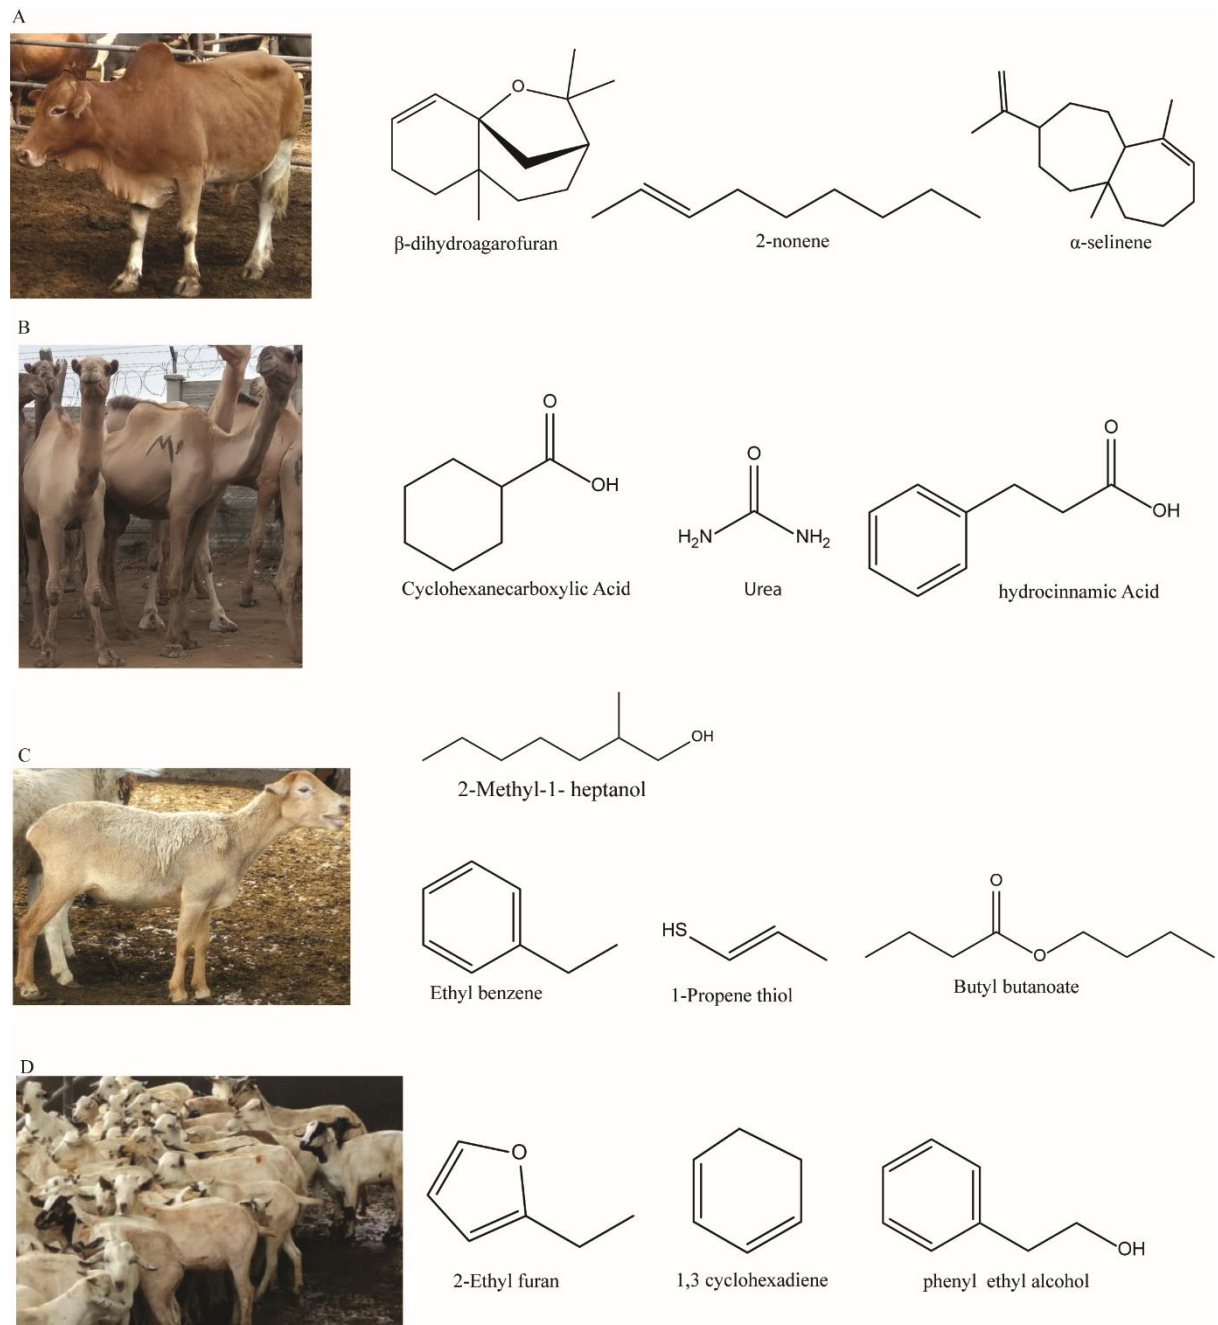 A
O
β-dihydroagarofuran
2-nonene
α-selinene
B
M
O
OH
Cyclohexanecarboxylic Acid
O
H₂N
NH₂
Urea
O
OH
hydrocinnamic Acid
C
OH
2-Methyl-1- heptanol
Ethyl benzene
HS
1-Propene thiol
O
O
Butyl butanoate
D
O
2-Ethyl furan
1,3 cyclohexadiene
OH
phenyl ethyl alcohol